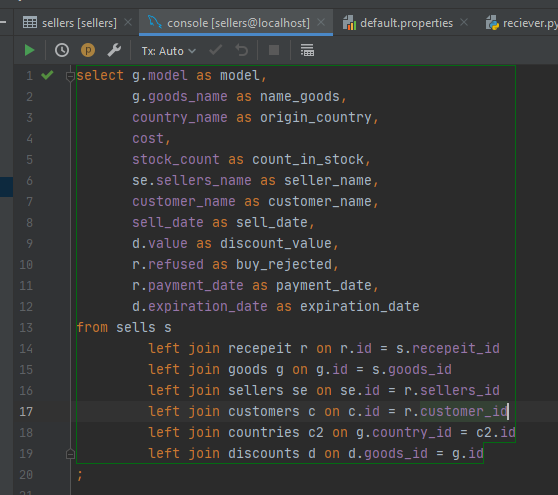 sellers [sellers] console [sellers@localhost] default.properties reciever.py
Tx: Auto
1 select g.model as model,
2 g.goods_name as name_goods,
3 country_name as origin_country,
4 cost,
5 stock_count as count_in_stock,
6 se.sellers_name as seller_name,
7 customer_name as customer_name,
8 sell_date as sell_date,
9 d.value as discount_value,
10 r.refused as buy_rejected,
11 r.payment_date as payment_date,
12 d.expiration_date as expiration_date
13 from sells s
14 left join recepeit r on r.id = s.recepeit_id
15 left join goods g on g.id = s.goods_id
16 left join sellers se on se.id = r.sellers_id
17 left join customers c on c.id = r.customer_id
18 left join countries c2 on g.country_id = c2.id
19 left join discounts d on d.goods_id = g.id
20 ;